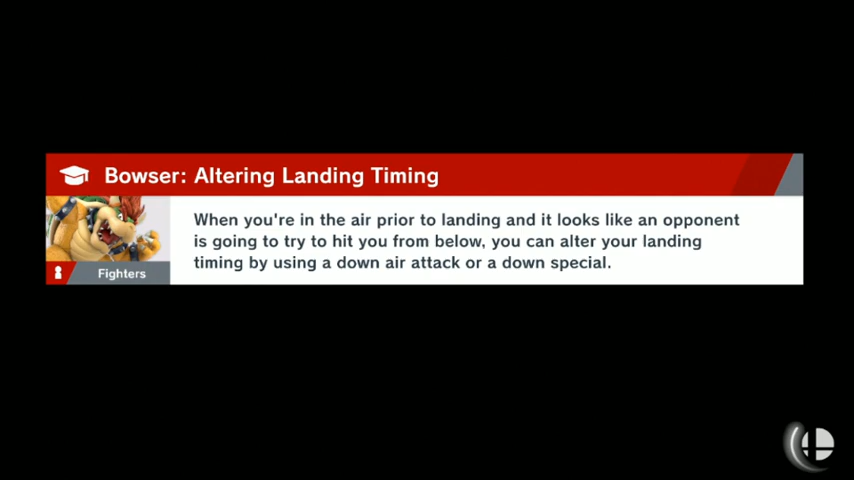 Bowser: Altering Landing Timing
When you're in the air prior to landing and it looks like an opponent
is going to try to hit you from below, you can alter your landing
timing by using a down air attack or a down special.
Fighters